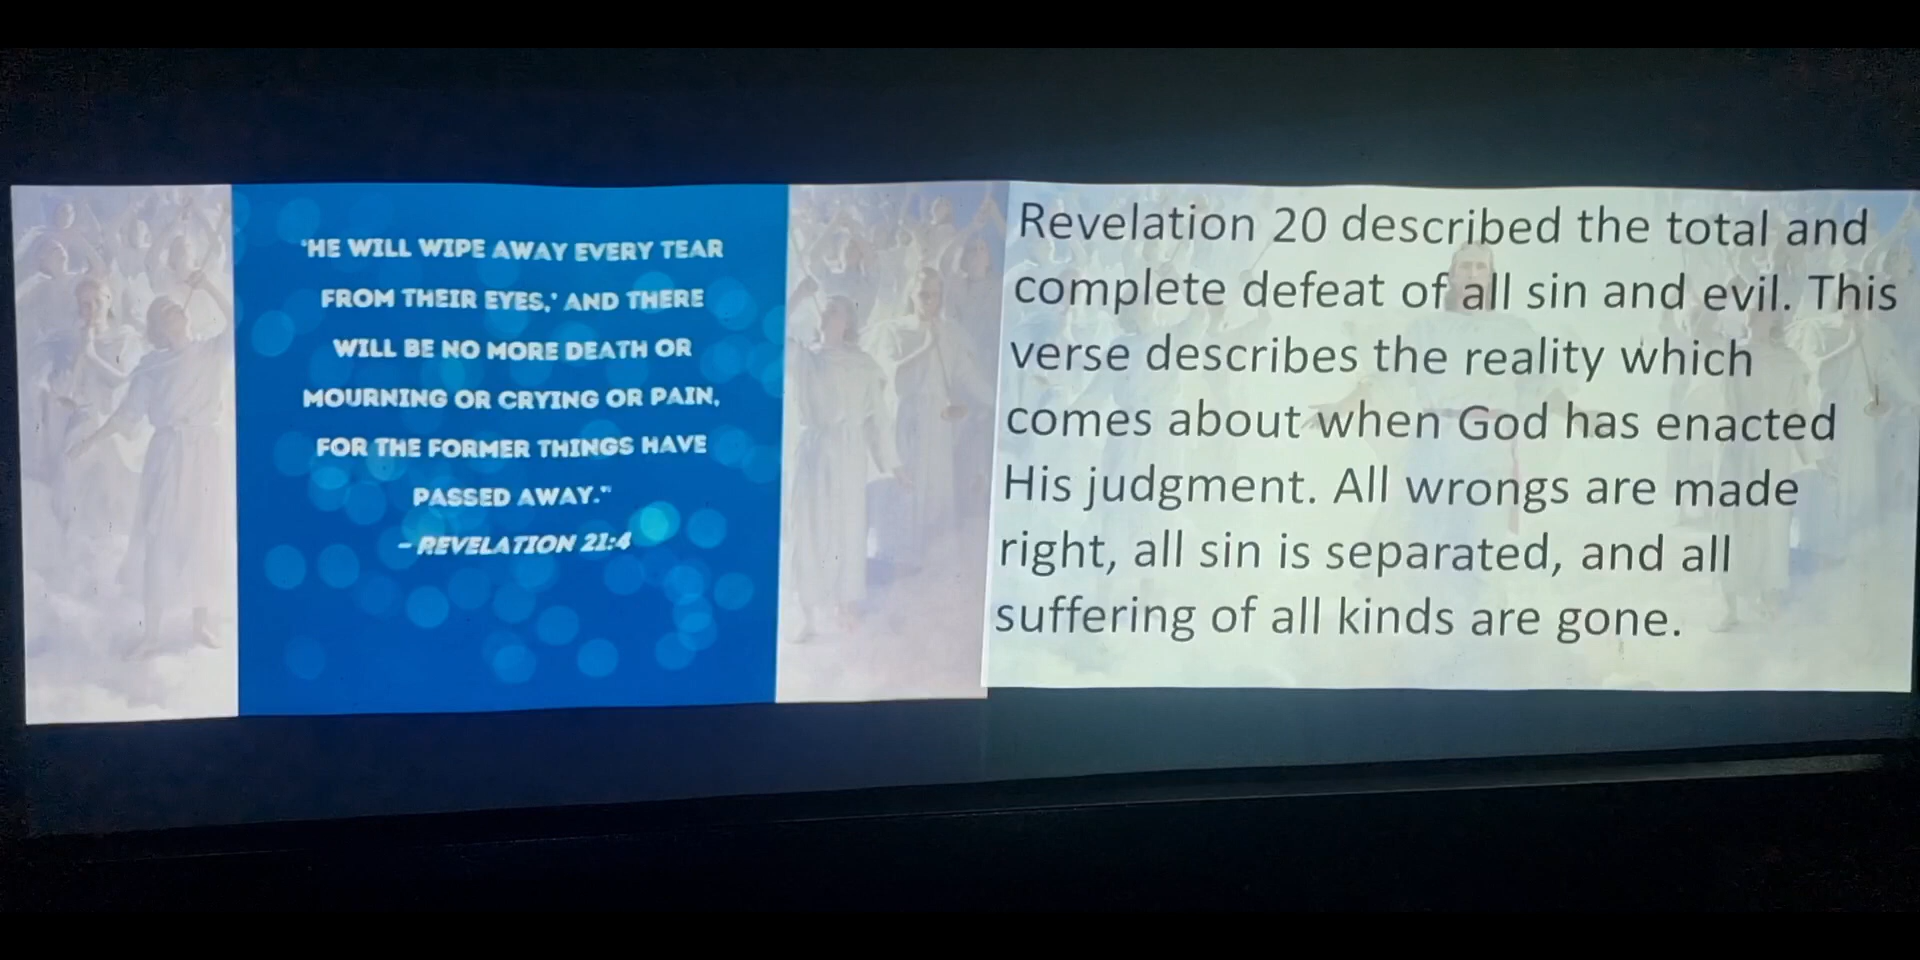 'HE WILL WIPE AWAY EVERY TEAR
FROM THEIR EYES,' AND THERE
WILL BE NO MORE DEATH OR
MOURNING OR CRYING OR PAIN,
FOR THE FORMER THINGS HAVE
PASSED AWAY.”
– REVELATION 21:4
Revelation 20 described the total and
complete defeat of all sin and evil. This
verse describes the reality which
comes about when God has enacted
His judgment. All wrongs are made
right, all sin is separated, and all
suffering of all kinds are gone.